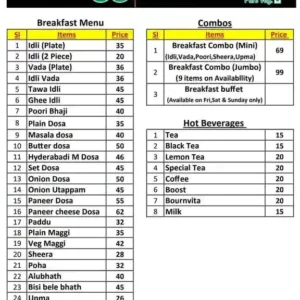 Breakfast Menu
Sl Items Price
1 Idli (Plate) 35
2 Idli (2 Piece) 20
3 Vada (Plate) 36
4 Idli Vada 36
5 Tawa Idli 45
6 Ghee Idli 45
7 Poori Bhaji 40
8 Plain Dosa 35
9 Masala dosa 40
10 Butter dosa 50
11 Hyderabadi M Dosa 46
12 Set Dosa 45
13 Onion Dosa 50
14 Onion Utappam 45
15 Paneer Dosa 55
16 Paneer cheese Dosa 62
17 Paddu 32
18 Plain Maggi 35
19 Veg Maggi 42
20 Sheera 28
21 Poha 32
22 Alubhath 40
23 Bisi bele bhath 45
24 Upma 26
Combos
Sl Items Price
1 Breakfast Combo (Mini) 69
(Idli,Vada,Poori,Sheera,Upma)
2 Breakfast Combo (Jumbo) 99
(9 items on Availability)
3 Breakfast buffet
(Available on Fri,Sat & Sunday only)
Hot Beverages
Sl Items Price
1 Tea 15
2 Black Tea 15
3 Lemon Tea 20
4 Special Tea 20
5 Coffee 20
6 Boost 20
7 Bournvita 20
8 Milk 15